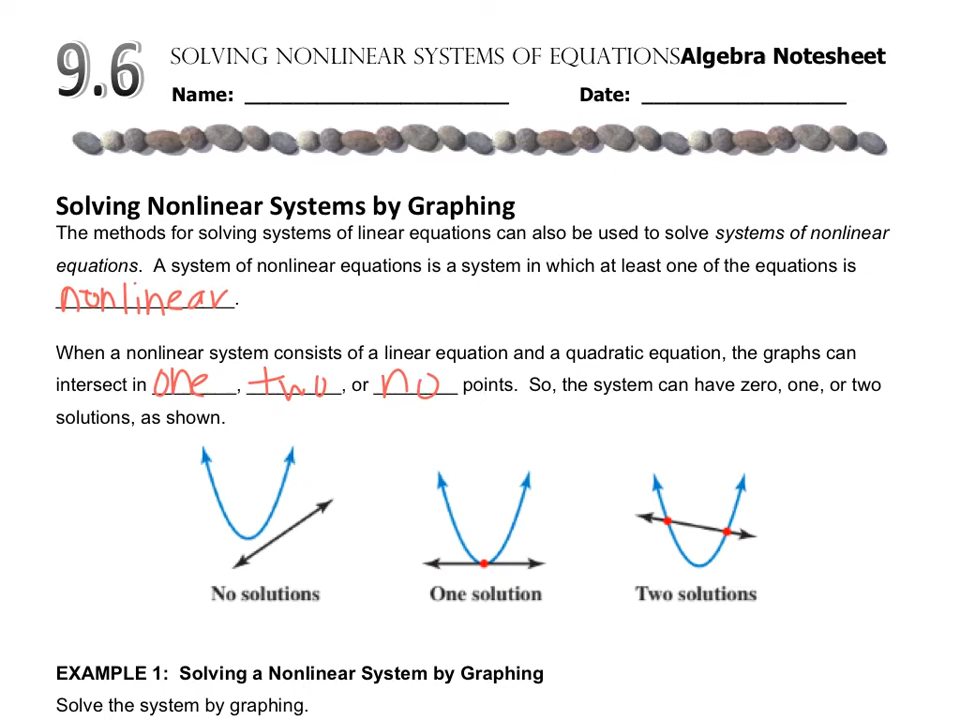 9.6 SOLVING NONLINEAR SYSTEMS OF EQUATIONS Algebra Notesheet
Name: ________________________ Date: ___________________
Solving Nonlinear Systems by Graphing
The methods for solving systems of linear equations can also be used to solve systems of nonlinear
equations. A system of nonlinear equations is a system in which at least one of the equations is
nonlinear.
When a nonlinear system consists of a linear equation and a quadratic equation, the graphs can
intersect in one, two, or no points. So, the system can have zero, one, or two
solutions, as shown.
No solutions One solution Two solutions
EXAMPLE 1: Solving a Nonlinear System by Graphing
Solve the system by graphing.